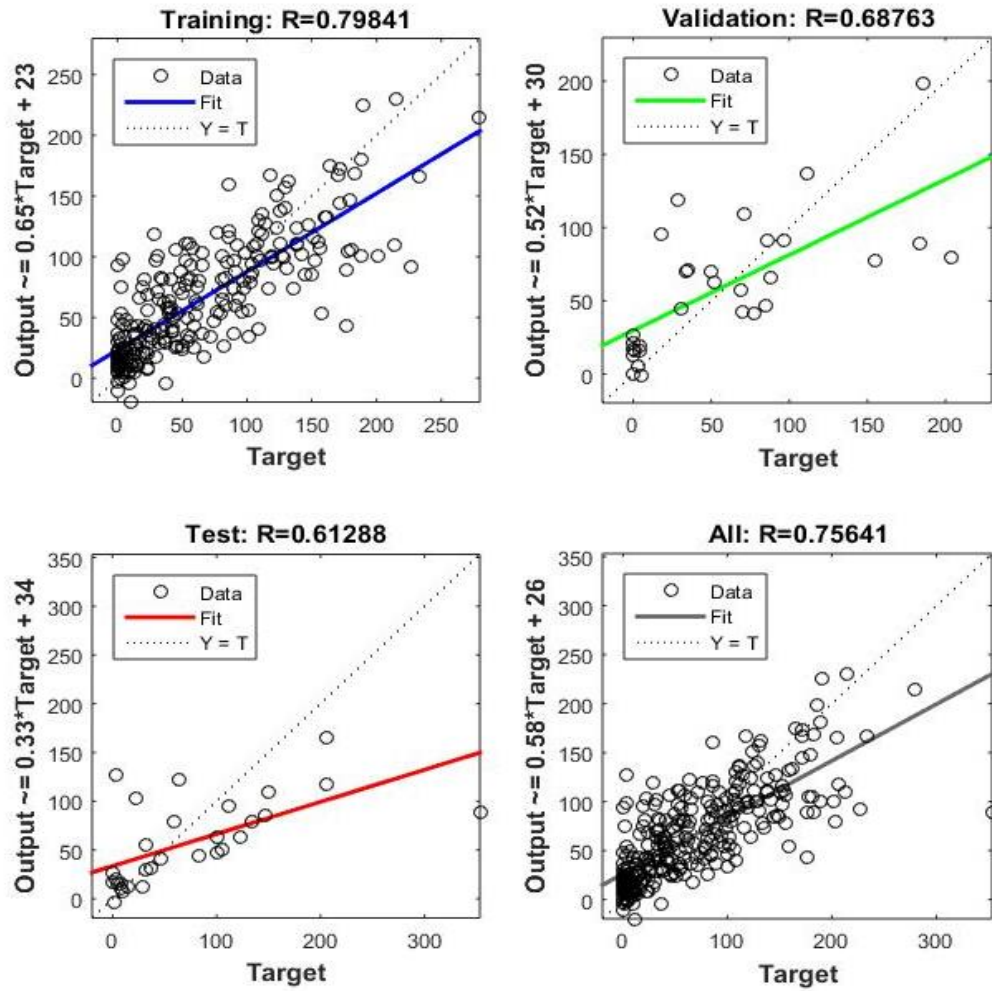 Training: R=0.79841
Output ~= 0.65*Target + 23
250
200
150
100
50
0
Data
Fit
Y = T
0 50 100 150 200 250
Target
Validation: R=0.68763
Output ~= 0.52*Target + 30
200
150
100
50
0
Data
Fit
Y = T
0 50 100 150 200
Target
Test: R=0.61288
Output ~= 0.33*Target + 34
350
300
250
200
150
100
50
0
Data
Fit
Y = T
0 100 200 300
Target
All: R=0.75641
Output ~= 0.58*Target + 26
350
300
250
200
150
100
50
0
Data
Fit
Y = T
0 100 200 300
Target